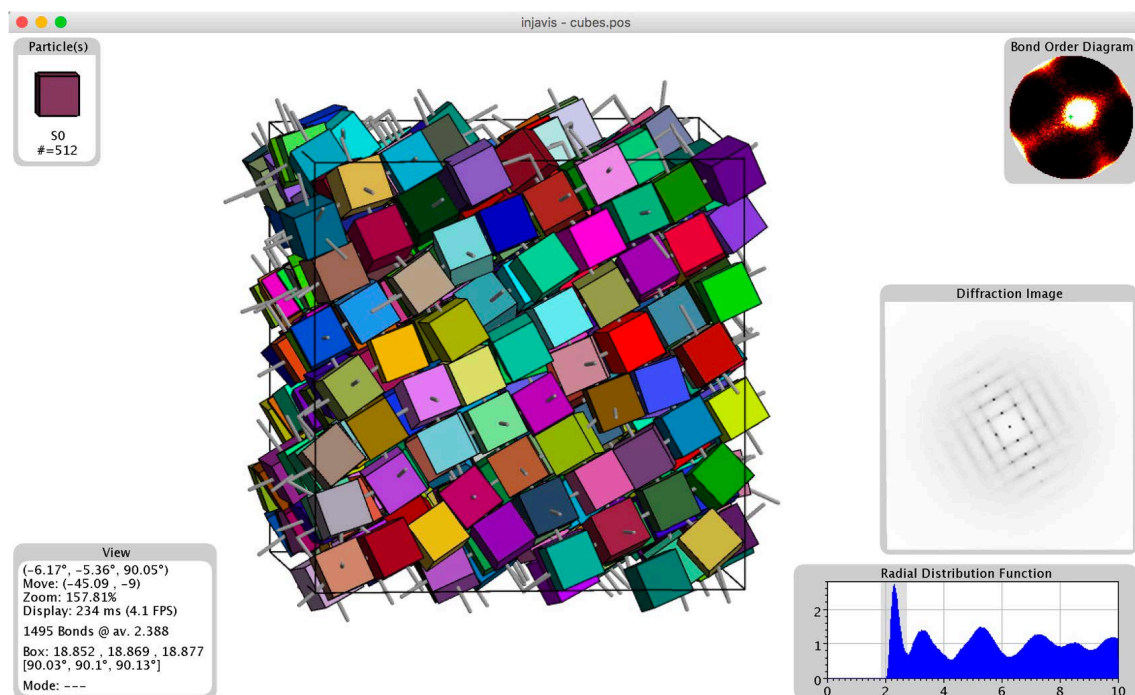 injavis - cubes.pos
Particle(s)
S0
#=512
Bond Order Diagram
Diffraction Image
View
(-6.17°, -5.36°, 90.05°)
Move: (-45.09 , -9)
Zoom: 157.81%
Display: 234 ms (4.1 FPS)
1495 Bonds @ av. 2.388
Box: 18.852 , 18.869 , 18.877
[90.03°, 90.1°, 90.13°]
Mode: ---
Radial Distribution Function
2
1
0
0 2 4 6 8 10